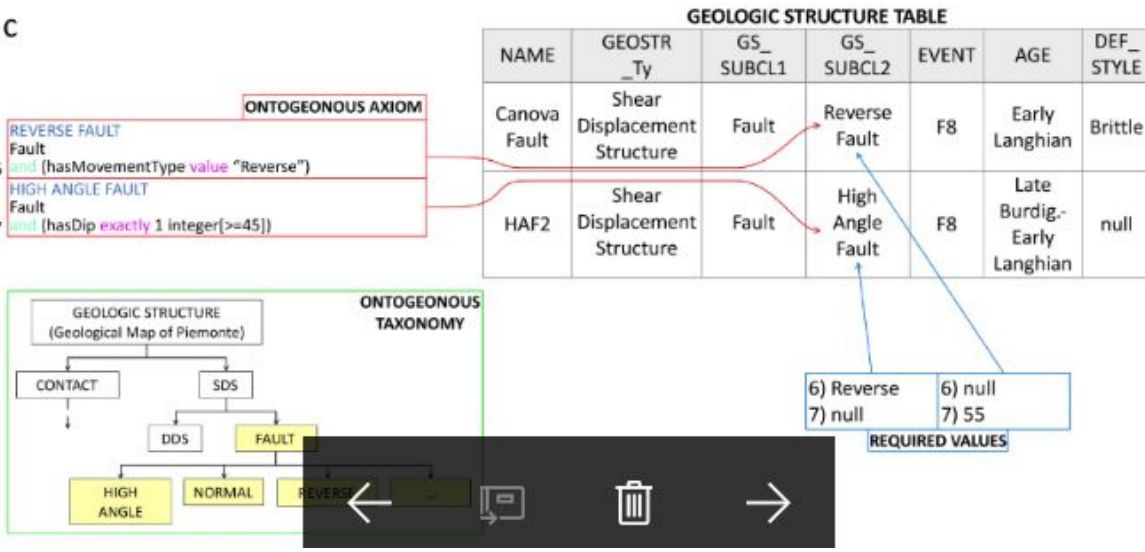 C
GEOLOGIC STRUCTURE TABLE
NAME
GEOSTR
_Ty
GS_
SUBCL1
GS_
SUBCL2
EVENT
AGE
DEF_
STYLE
Canova
Fault
Shear
Displacement
Structure
Fault
Reverse
Fault
F8
Early
Langhian
Brittle
HAF2
Shear
Displacement
Structure
Fault
High
Angle
Fault
F8
Late
Burdig.-
Early
Langhian
null
ONTOGEONOUS AXIOM
REVERSE FAULT
Fault
and (hasMovementType value "Reverse")
HIGH ANGLE FAULT
Fault
and (hasDip exactly 1 integer[>=45])
ONTOGEONOUS
TAXONOMY
GEOLOGIC STRUCTURE
(Geological Map of Piemonte)
CONTACT
SDS
DDS
FAULT
HIGH
ANGLE
NORMAL
REVERSE
...
6) Reverse
7) null
6) null
7) 55
REQUIRED VALUES